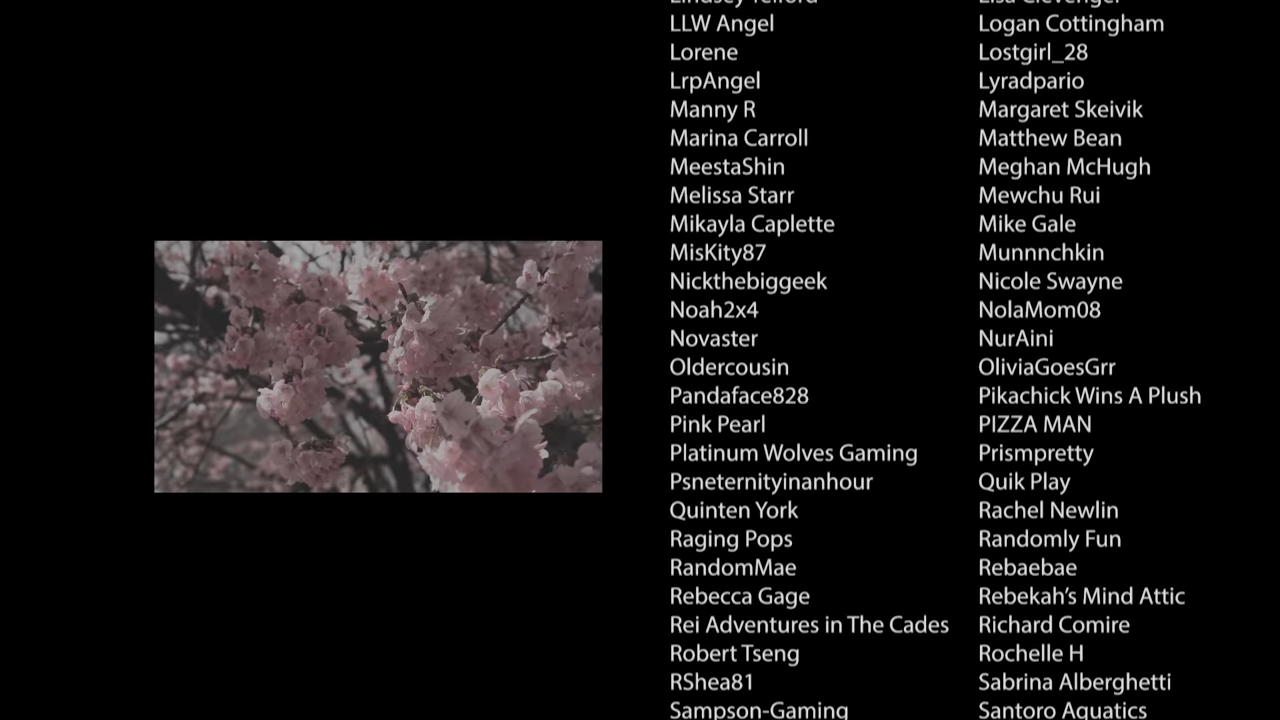 Lindsey Telford
Lisa Clevenger
LLW Angel
Logan Cottingham
Lorene
Lostgirl_28
LrpAngel
Lyradpario
Manny R
Margaret Skeivik
Marina Carroll
Matthew Bean
MeestaShin
Meghan McHugh
Melissa Starr
Mewchu Rui
Mikayla Caplette
Mike Gale
MisKity87
Munnnchkin
Nickthebiggeek
Nicole Swayne
Noah2x4
NolaMom08
Novaster
NurAini
Oldercousin
OliviaGoesGrr
Pandaface828
Pikachick Wins A Plush
Pink Pearl
PIZZA MAN
Platinum Wolves Gaming
Prismpretty
Psneternityinanhour
Quik Play
Quinten York
Rachel Newlin
Raging Pops
Randomly Fun
RandomMae
Rebaebae
Rebecca Gage
Rebekah’s Mind Attic
Rei Adventures in The Cades
Richard Comire
Robert Tseng
Rochelle H
RShea81
Sabrina Alberghetti
Sampson-Gaming
Santoro Aquatics